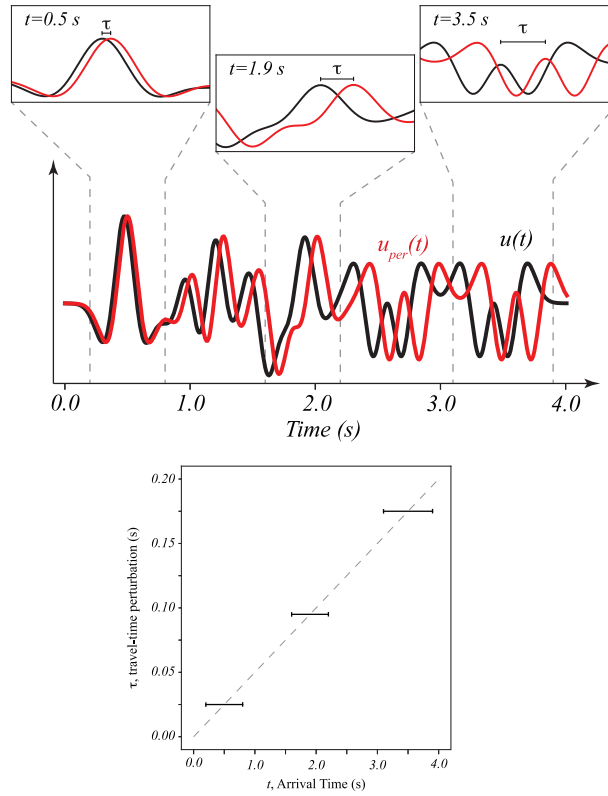 t=0.5 s
τ
t=1.9 s
τ
t=3.5 s
τ
u_per(t)
u(t)
0.0 1.0 2.0 3.0 4.0
Time (s)
0.20
0.15
0.10
0.05
0.00
τ, travel-time perturbation (s)
0.0 1.0 2.0 3.0 4.0
t, Arrival Time (s)